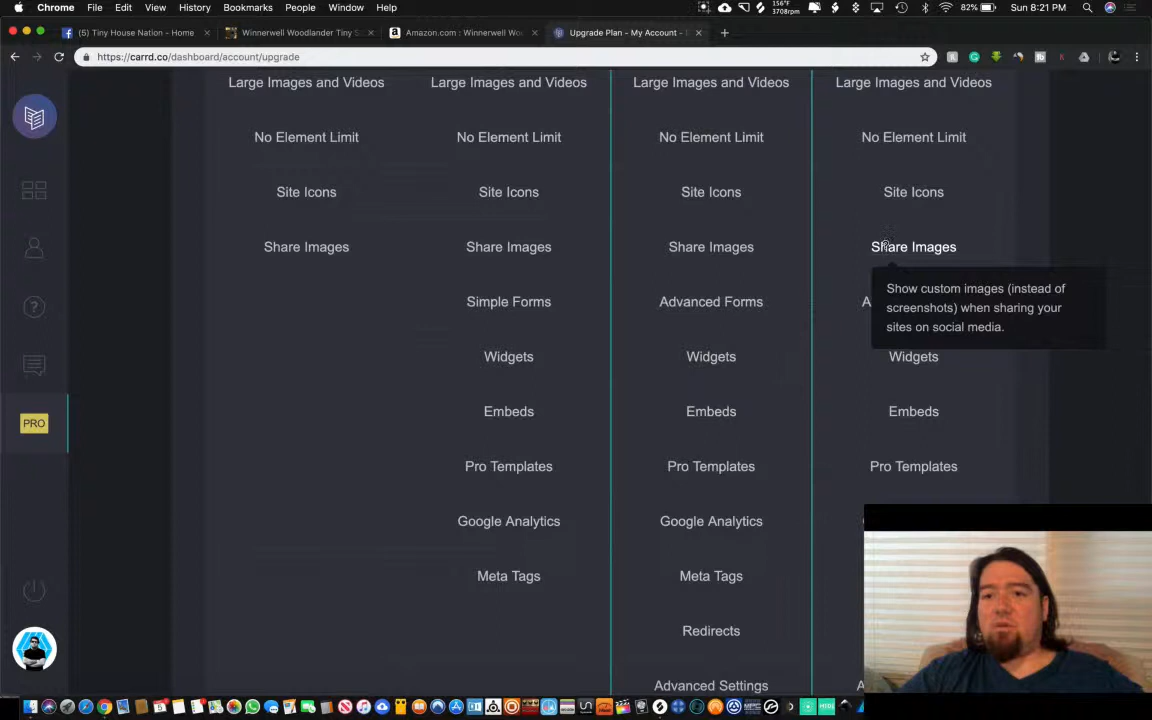 Chrome File Edit View History Bookmarks People Window Help
156°F
3708rpm
82%
Sun 8:21 PM
(5) Tiny House Nation - Home
Winnerwell Woodlander Tiny S
Amazon.com : Winnerwell Wo
Upgrade Plan - My Account -
https://carrd.co/dashboard/account/upgrade
Large Images and Videos Large Images and Videos Large Images and Videos Large Images and Videos
No Element Limit No Element Limit No Element Limit No Element Limit
Site Icons Site Icons Site Icons Site Icons
Share Images Share Images Share Images Share Images
Show custom images (instead of
screenshots) when sharing your
sites on social media.
Simple Forms Advanced Forms A
Widgets Widgets Widgets
Embeds Embeds Embeds
PRO
Pro Templates Pro Templates Pro Templates
Google Analytics Google Analytics
Meta Tags Meta Tags
Redirects
Advanced Settings A